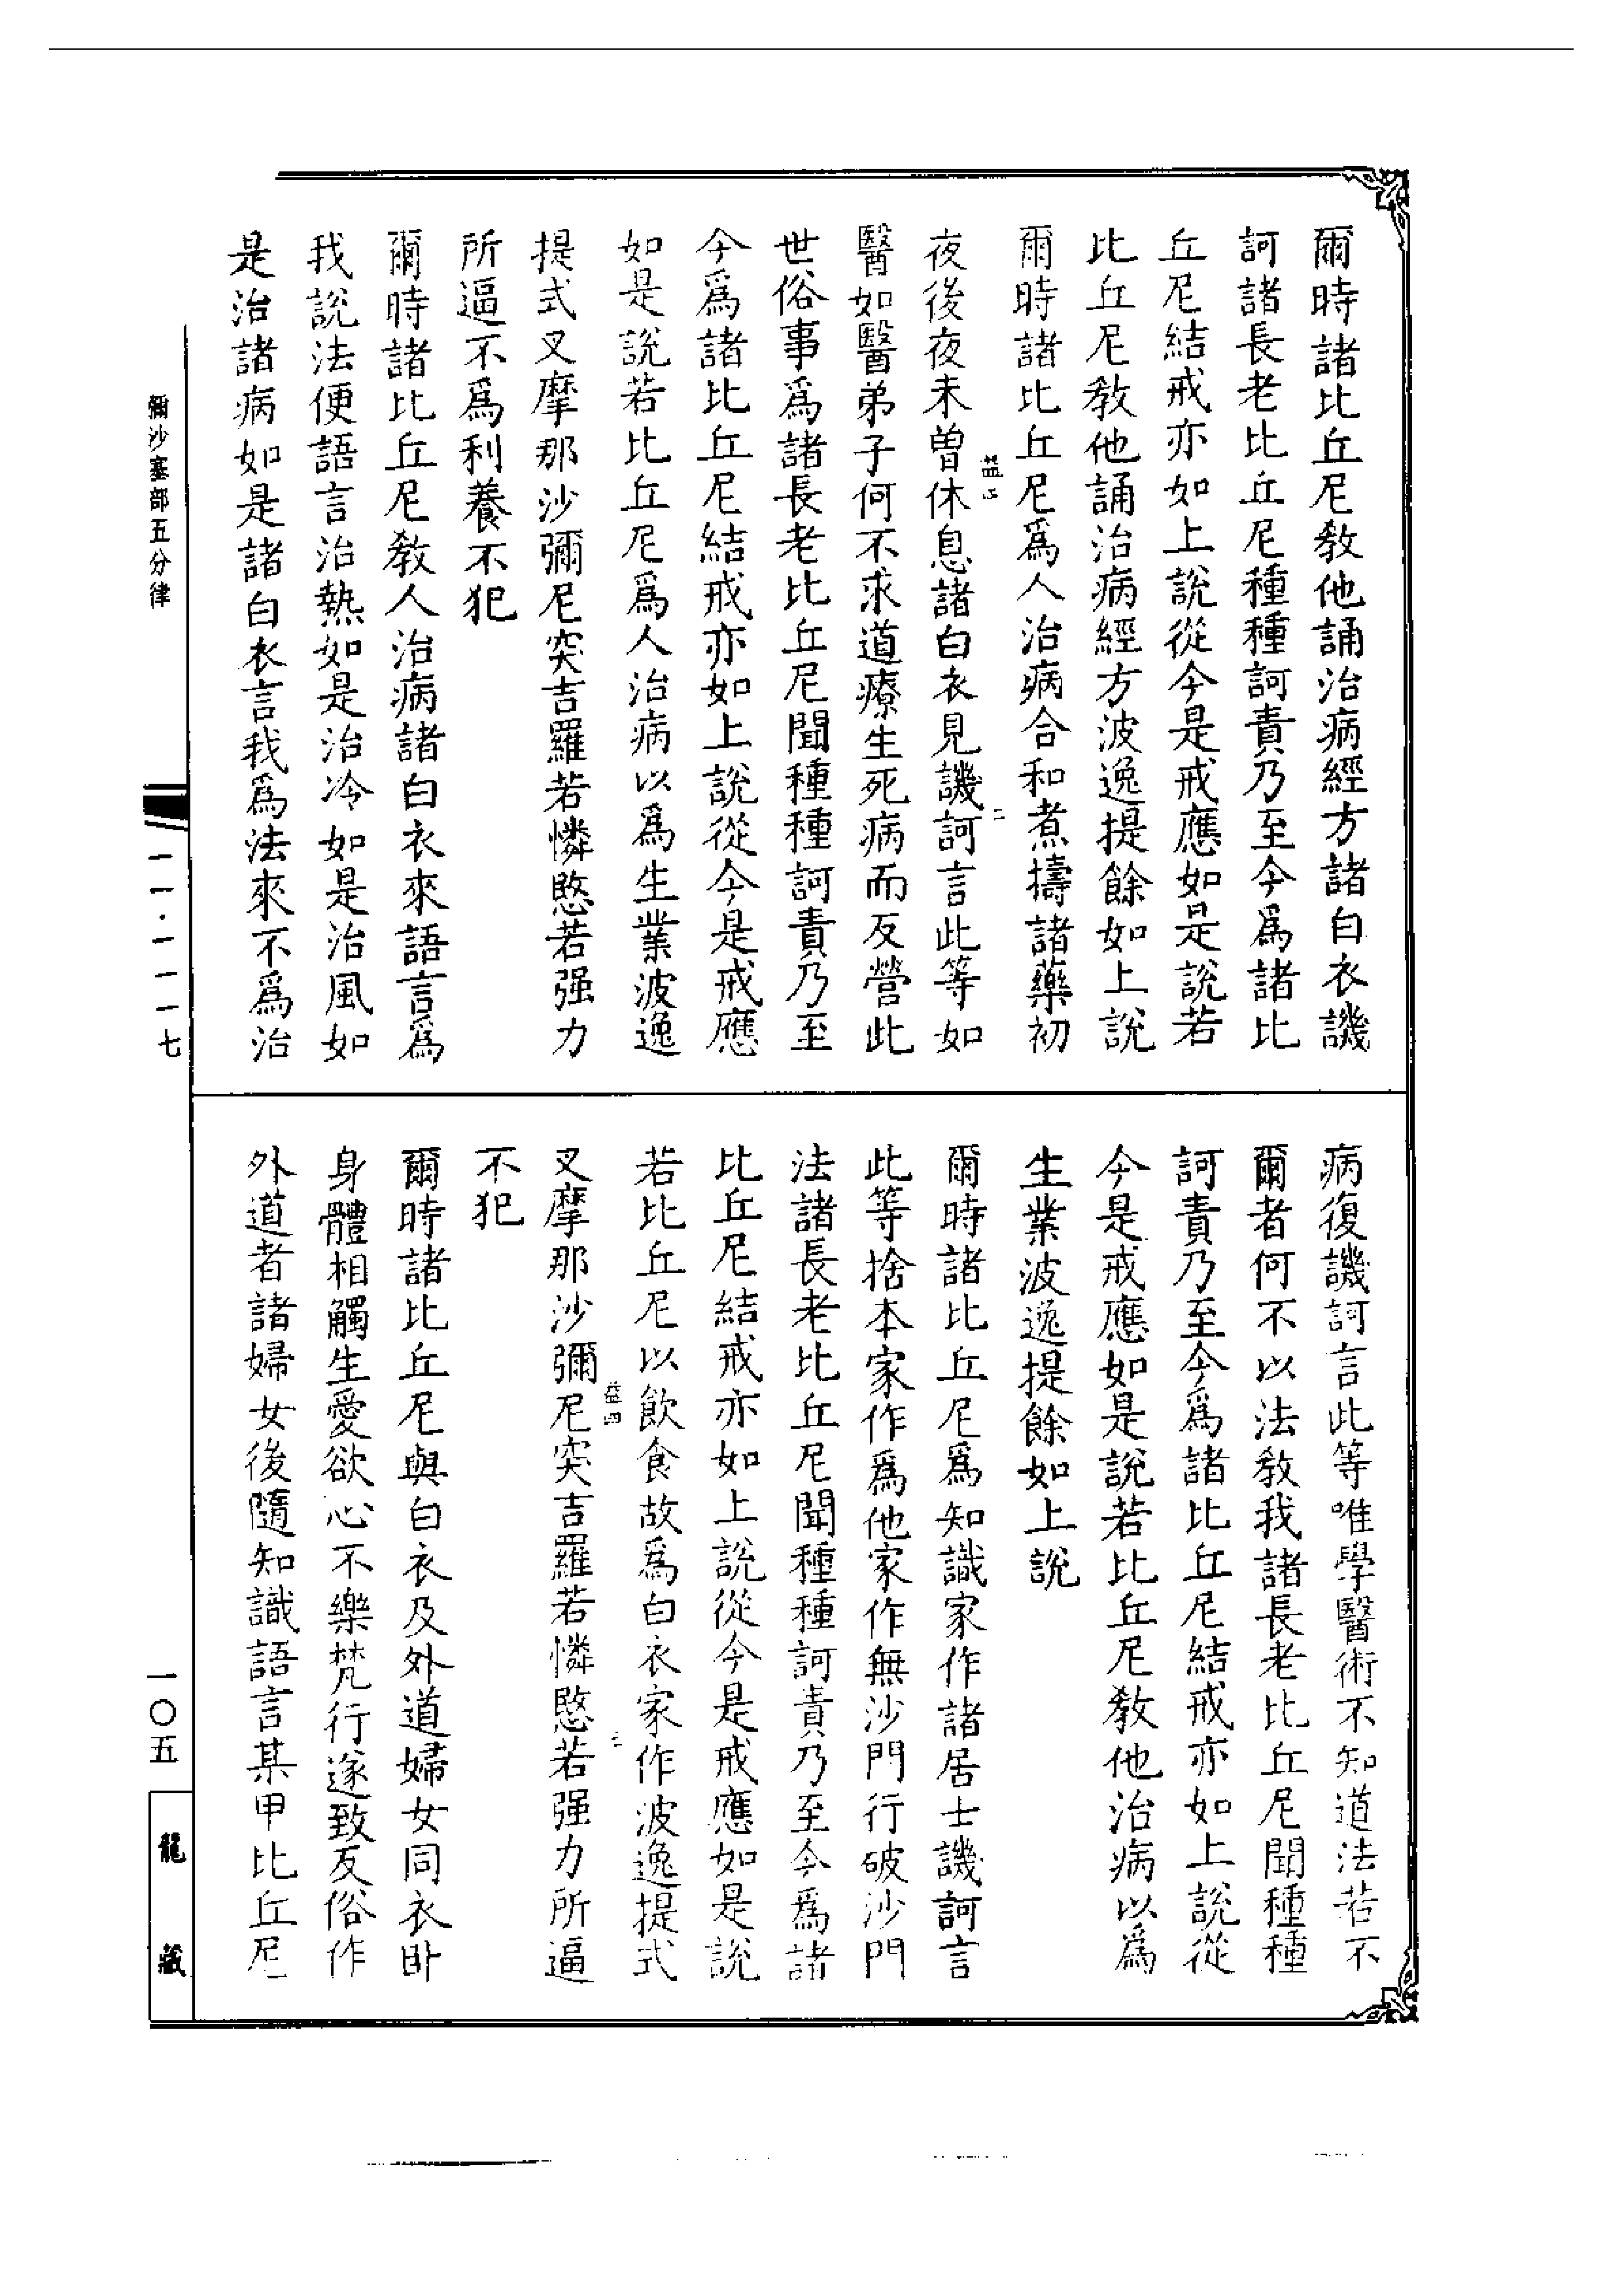 爾時諸比丘尼教他誦治病經方諸白衣譏
訶諸長老比丘尼種種訶責乃至今爲諸比
丘尼結戒亦如上說從今是戒應如是說若
比丘尼教他誦治病經方波逸提餘如上說
爾時諸比丘尼爲人治病合和煮擣諸藥初
夜後夜未曾休息諸白衣見譏訶言此等如
醫如醫弟子何不求道療生死病而反營此
世俗事爲諸長老比丘尼聞種種訶責乃至
今爲諸比丘尼結戒亦如上說從今是戒應
如是說若比丘尼爲人治病以爲生業波逸
提式叉摩那沙彌尼突吉羅若憐愍若强力
所逼不爲利養不犯
爾時諸比丘尼教人治病諸白衣來語言爲
我說法便語言治熱如是治冷如是治風如
是治諸病如是諸白衣言我爲法來不爲治
病復譏訶言此等唯學醫術不知道法若不
爾者何不以法教我諸長老比丘尼聞種種
訶責乃至今爲諸比丘尼結戒亦如上說從
今是戒應如是說若比丘尼教他治病以爲
生業波逸提餘如上說
爾時諸比丘尼爲知識家作諸居士譏訶言
此等捨本家作爲他家作無沙門行破沙門
法諸長老比丘尼聞種種訶責乃至今爲諸
比丘尼結戒亦如上說從今是戒應如是說
若比丘尼以飲食故爲白衣家作波逸提式
叉摩那沙彌尼突吉羅若憐愍若强力所逼
不犯
爾時諸比丘尼與白衣及外道婦女同衣卧
身體相觸生愛欲心不樂梵行遂致反俗作
外道者諸婦女後隨知識語言某甲比丘尼
彌沙塞部五分律
一一·一一一七
一〇五
龍藏
益四
二